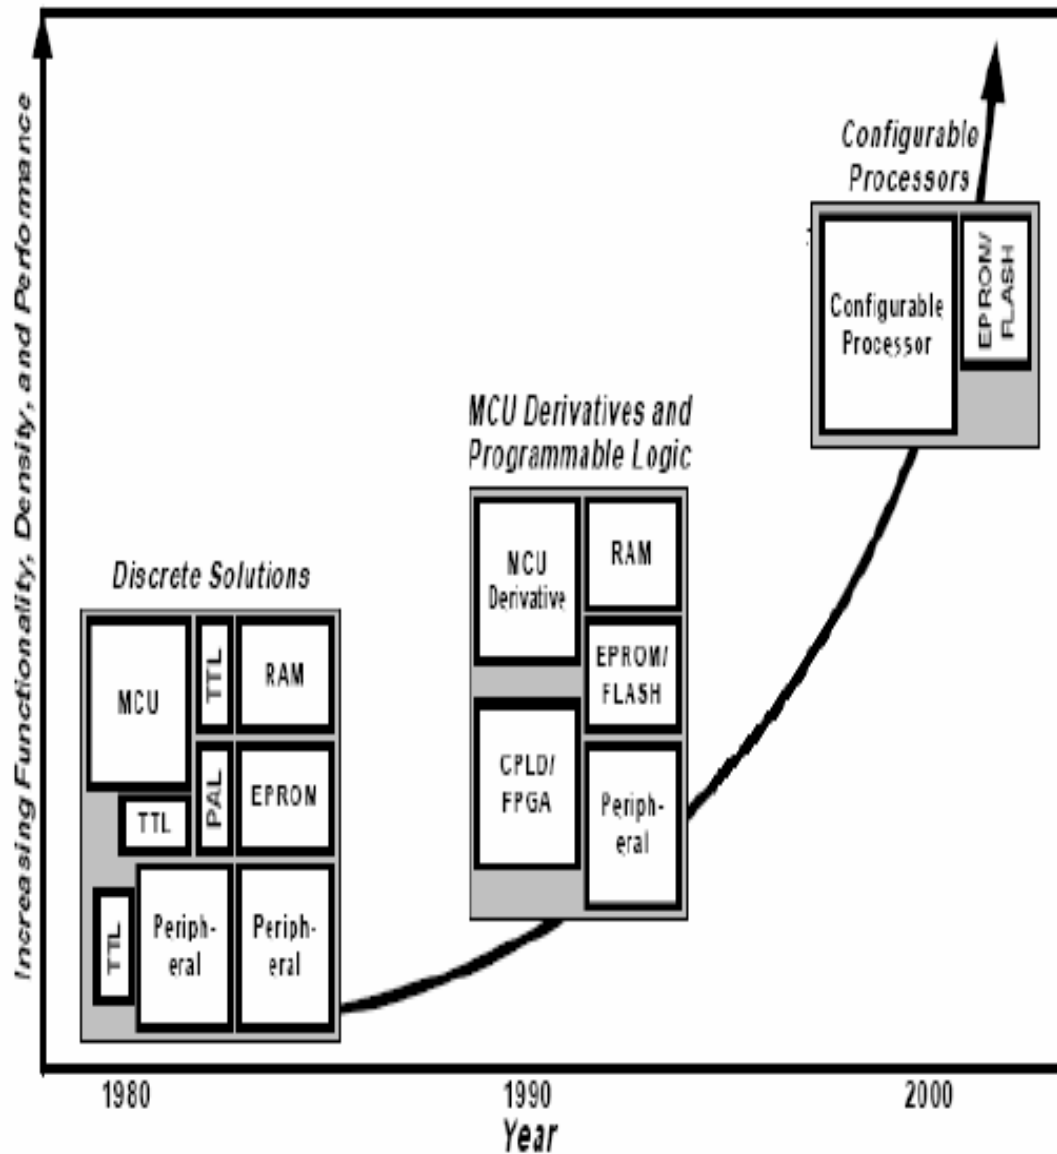 Increasing Functionality, Density, and Performance
Configurable
Processors
Configurable
Processor
EPROM/
FLASH
MCU Derivatives and
Programmable Logic
MCU
Derivative
RAM
EPROM/
FLASH
CPLD/
FPGA
Periph-
eral
Discrete Solutions
MCU
TTL
RAM
TTL
PAL
EPROM
TTL
Periph-
eral
Periph-
eral
1980
1990
2000
Year